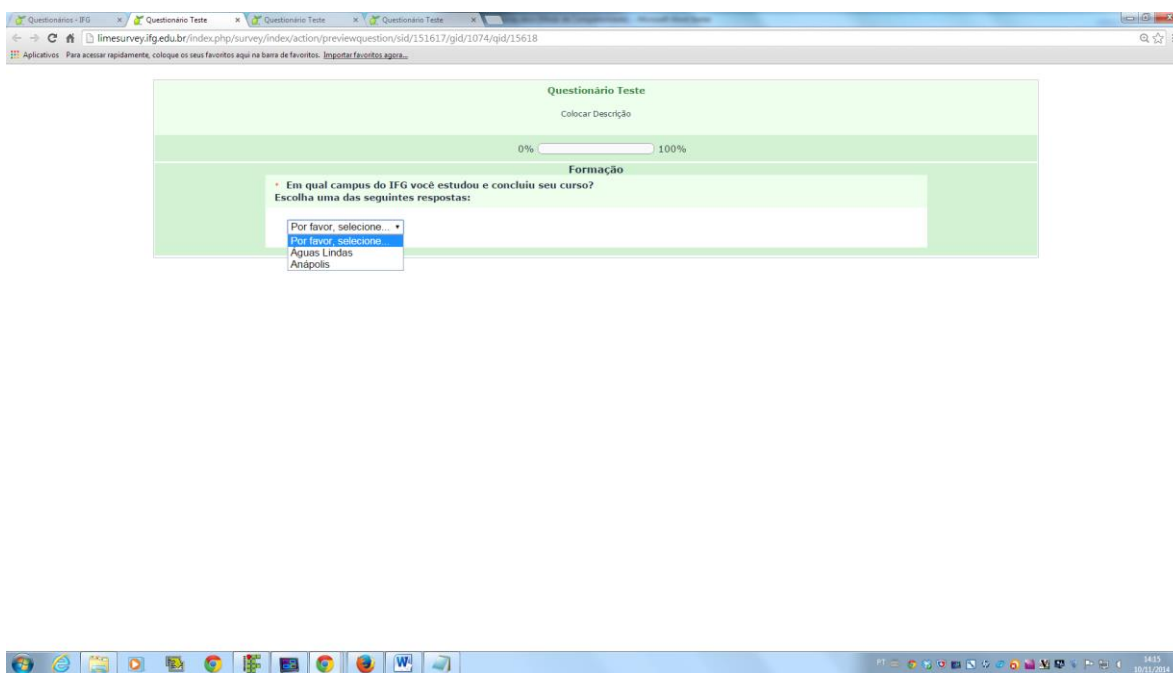 Questionários - IFG
Questionário Teste
Questionário Teste
Questionário Teste
limesurvey.ifg.edu.br/index.php/survey/index/action/previewquestion/sid/151617/gid/1074/qid/15618
Aplicativos Para acessar rapidamente, coloque os seus favoritos aqui na barra de favoritos. Importar favoritos agora...
Questionário Teste
Colocar Descrição
0% 100%
Formação
* Em qual campus do IFG você estudou e concluiu seu curso?
Escolha uma das seguintes respostas:
Por favor, selecione...
Por favor, selecione...
Águas Lindas
Anápolis
PT
14:15
10/11/2014